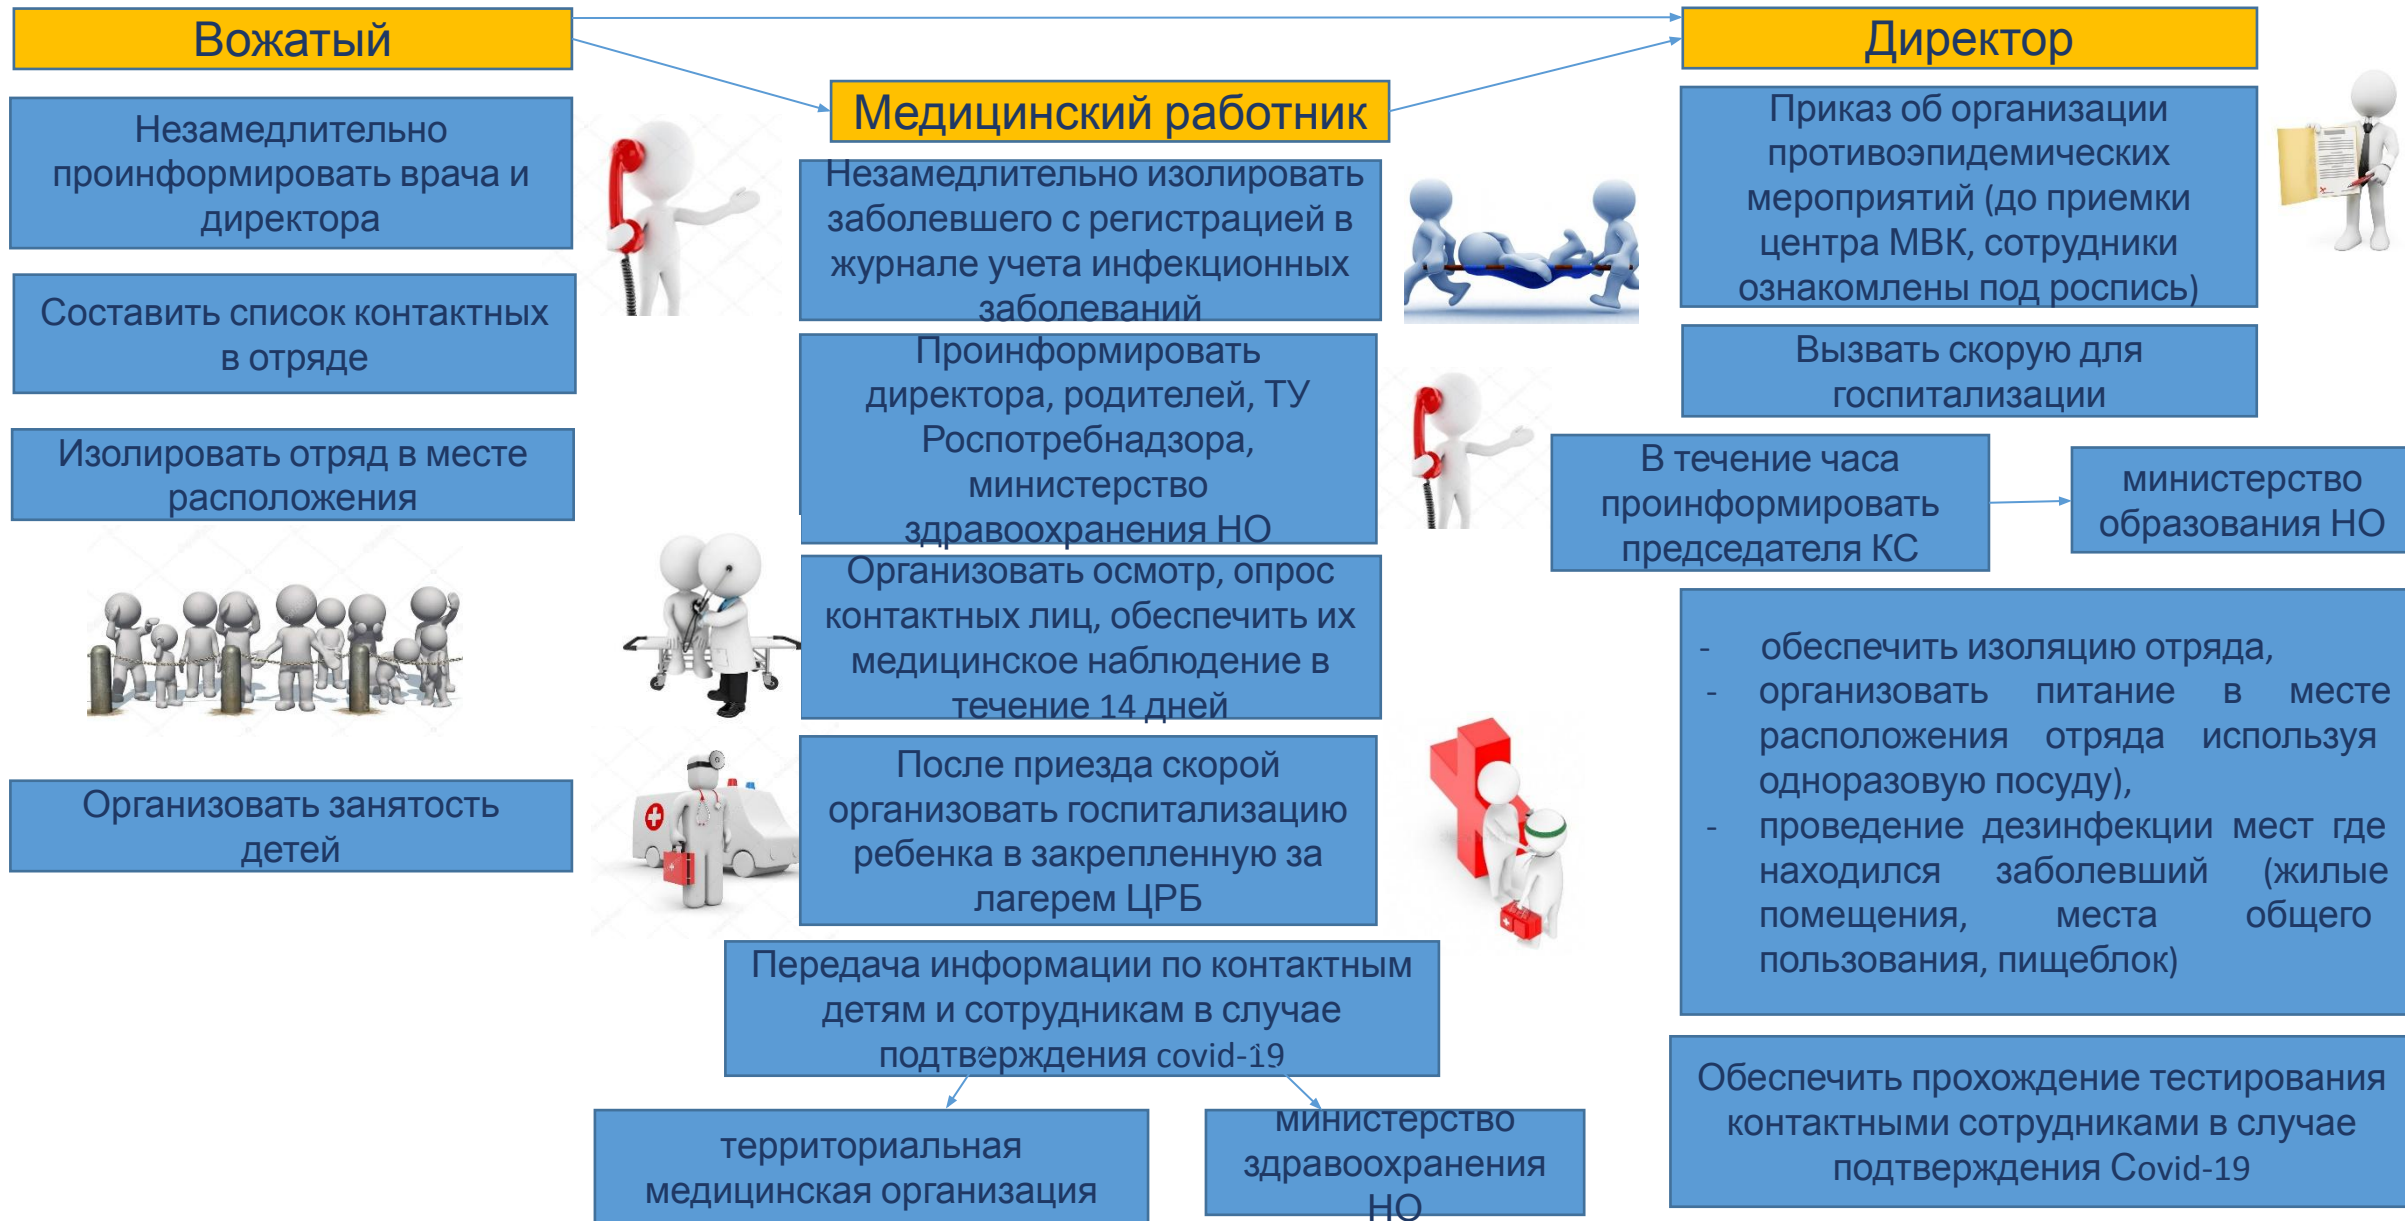 Вожатый
Незамедлительно
проинформировать врача и
директора
Составить список контактных
в отряде
Изолировать отряд в месте
расположения
Организовать занятость
детей
Медицинский работник
Незамедлительно изолировать
заболевшего с регистрацией в
журнале учета инфекционных
заболеваний
Проинформировать
директора, родителей, ТУ
Роспотребнадзора,
министерство
здравоохранения НО
Организовать осмотр, опрос
контактных лиц, обеспечить их
медицинское наблюдение в
течение 14 дней
После приезда скорой
организовать госпитализацию
ребенка в закрепленную за
лагерем ЦРБ
Передача информации по контактным
детям и сотрудникам в случае
подтверждения covid-19
территориальная
медицинская организация
министерство
здравоохранения
НО
Директор
Приказ об организации
противоэпидемических
мероприятий (до приемки
центра МВК, сотрудники
ознакомлены под роспись)
Вызвать скорую для
госпитализации
В течение часа
проинформировать
председателя КС
министерство
образования НО
- обеспечить изоляцию отряда,
- организовать питание в месте
расположения отряда используя
одноразовую посуду),
- проведение дезинфекции мест где
находился заболевший (жилые
помещения, места общего
пользования, пищеблок)
Обеспечить прохождение тестирования
контактными сотрудниками в случае
подтверждения Covid-19